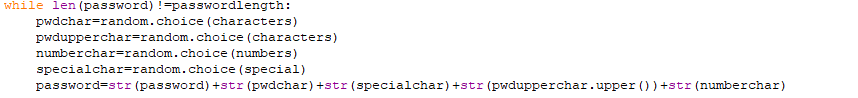 while len(password)!=passwordlength:
    pwdchar=random.choice(characters)
    pwdupperchar=random.choice(characters)
    numberchar=random.choice(numbers)
    specialchar=random.choice(special)
    password=str(password)+str(pwdchar)+str(specialchar)+str(pwdupperchar.upper())+str(numberchar)